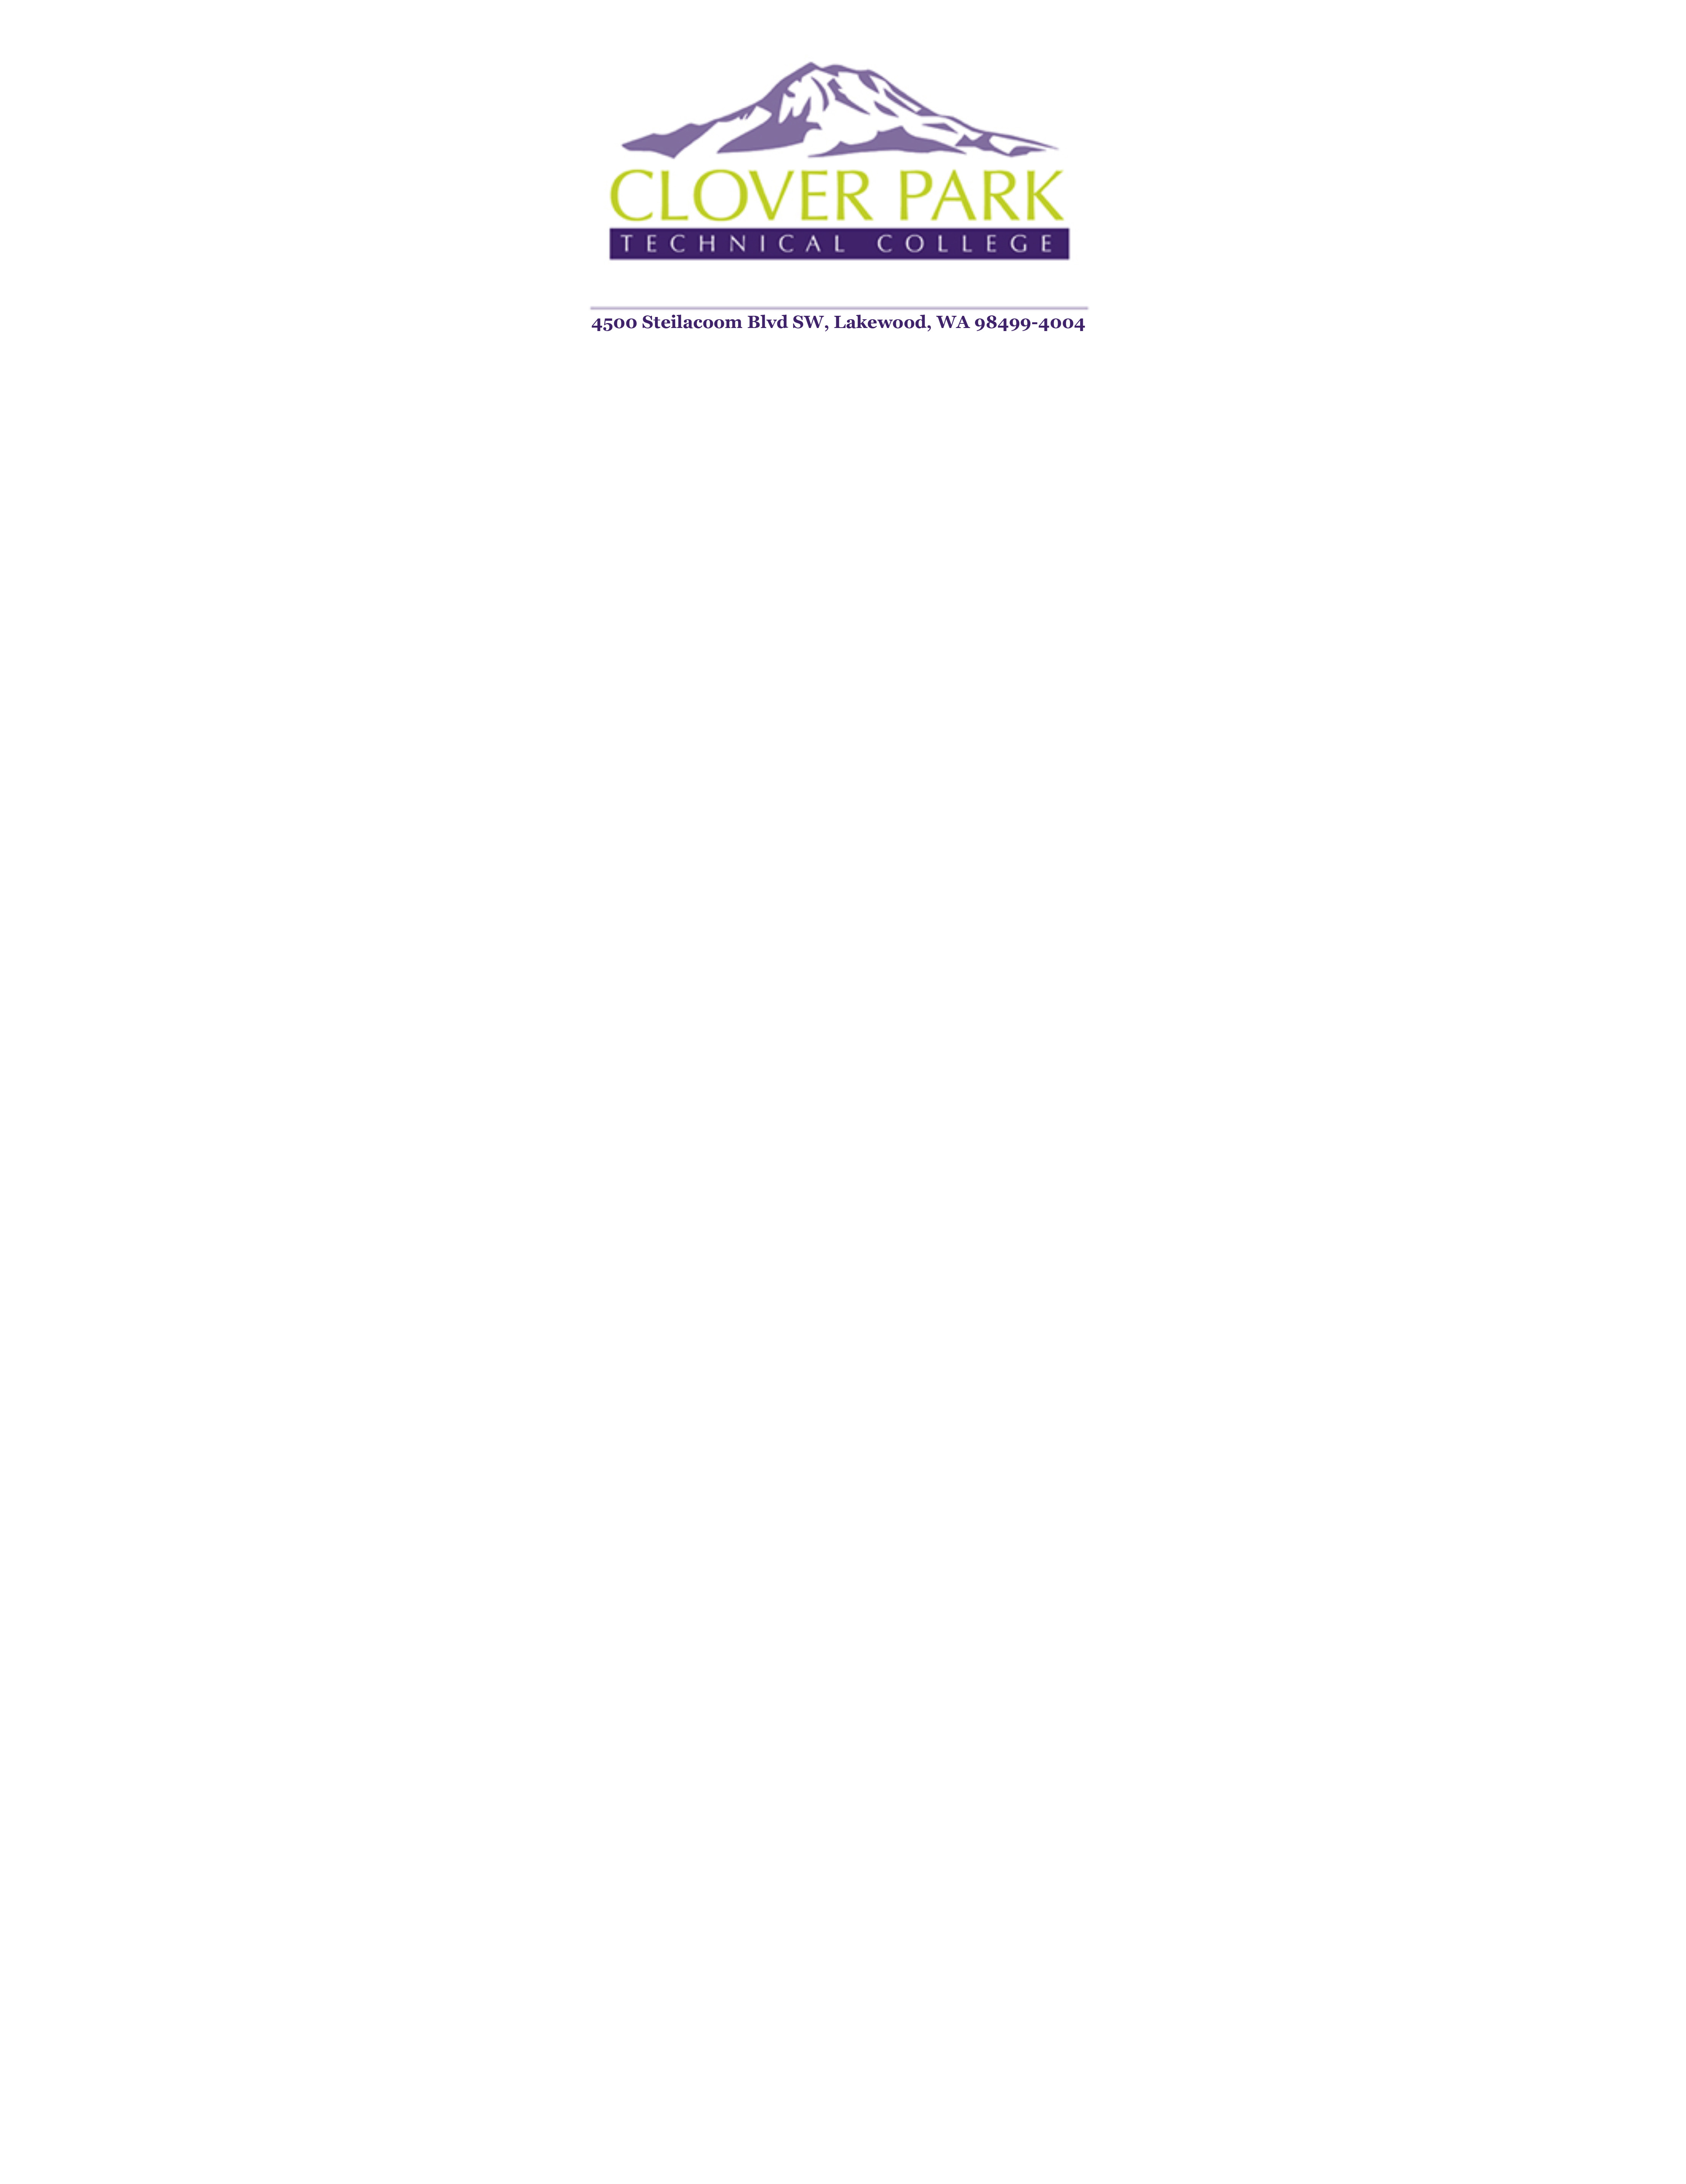 CLOVER PARK
TECHNICAL COLLEGE
4500 Steilacoom Blvd SW, Lakewood, WA 98499-4004